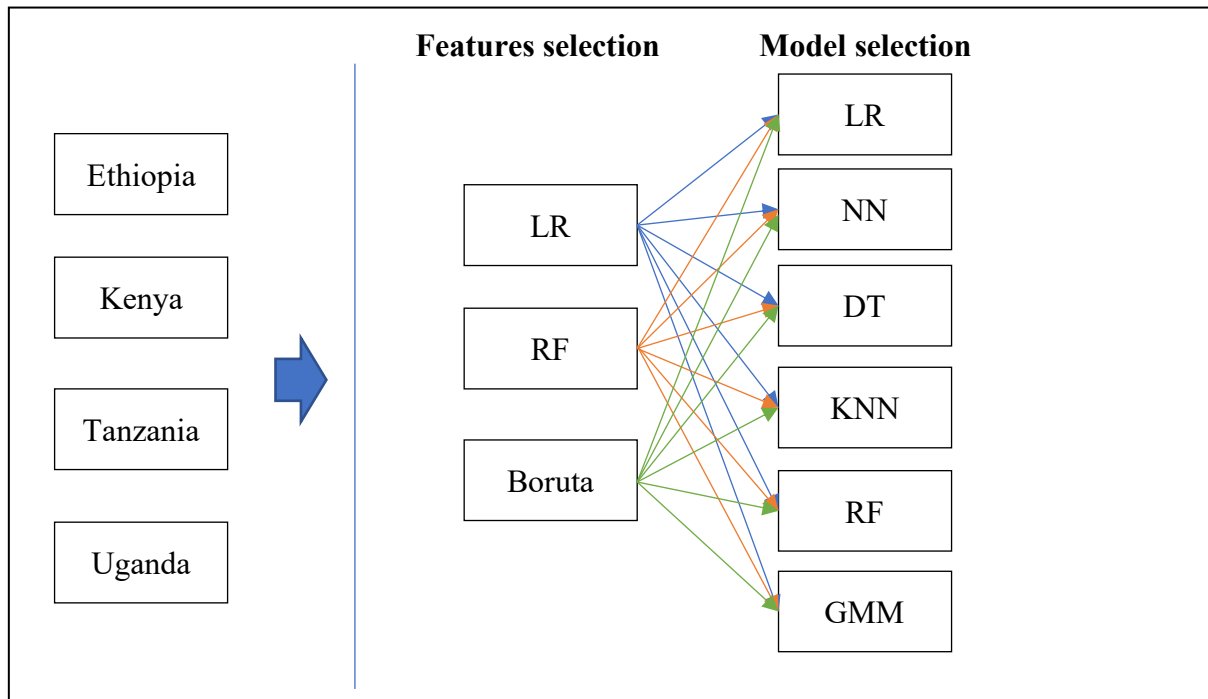 Features selection
Model selection
Ethiopia
Kenya
Tanzania
Uganda
LR
RF
Boruta
LR
NN
DT
KNN
RF
GMM